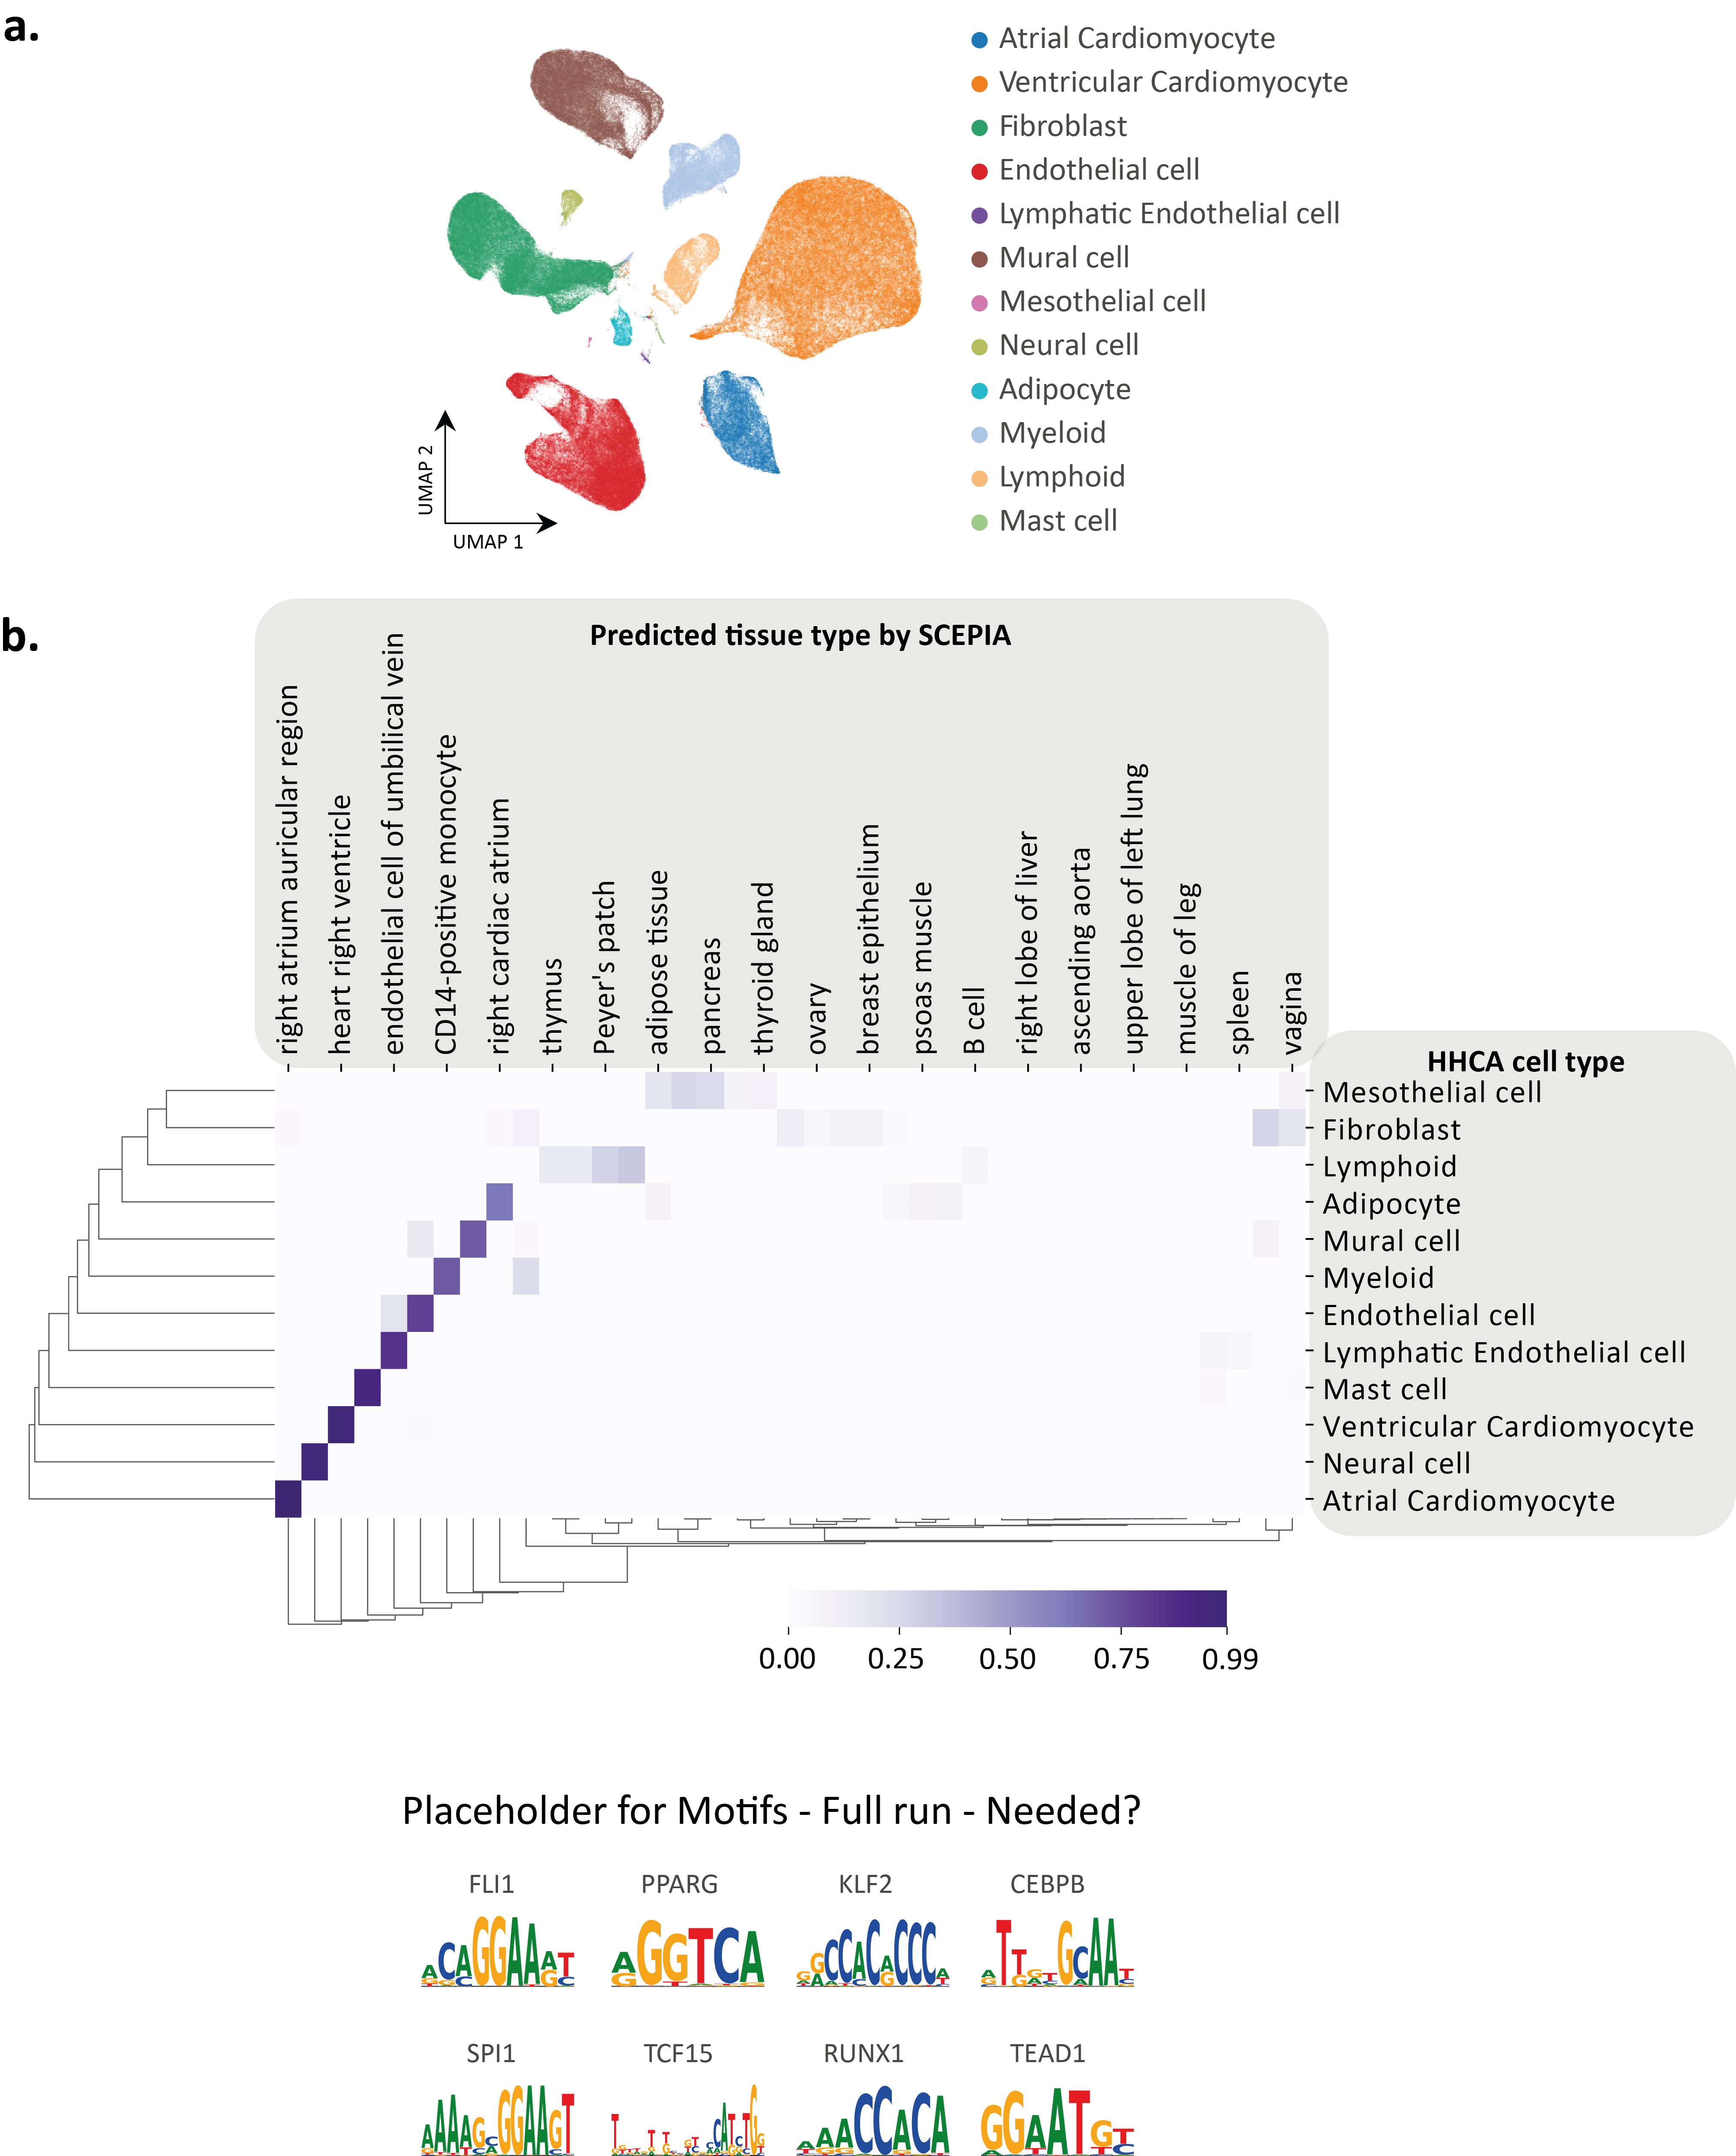 a.
Atrial Cardiomyocyte
Ventricular Cardiomyocyte
Fibroblast
Endothelial cell
Lymphatic Endothelial cell
Mural cell
Mesothelial cell
Neural cell
Adipocyte
Myeloid
Lymphoid
Mast cell
UMAP 2
UMAP 1
b.
Predicted tissue type by SCEPIA
right atrium auricular region
heart right ventricle
endothelial cell of umbilical vein
CD14-positive monocyte
right cardiac atrium
thymus
Peyer's patch
adipose tissue
pancreas
thyroid gland
ovary
breast epithelium
psoas muscle
B cell
right lobe of liver
ascending aorta
upper lobe of left lung
muscle of leg
spleen
vagina
HHCA cell type
Mesothelial cell
Fibroblast
Lymphoid
Adipocyte
Mural cell
Myeloid
Endothelial cell
Lymphatic Endothelial cell
Mast cell
Ventricular Cardiomyocyte
Neural cell
Atrial Cardiomyocyte
0.00 0.25 0.50 0.75 0.99
Placeholder for Motifs - Full run - Needed?
FLI1 PPARG KLF2 CEBPB
SPI1 TCF15 RUNX1 TEAD1